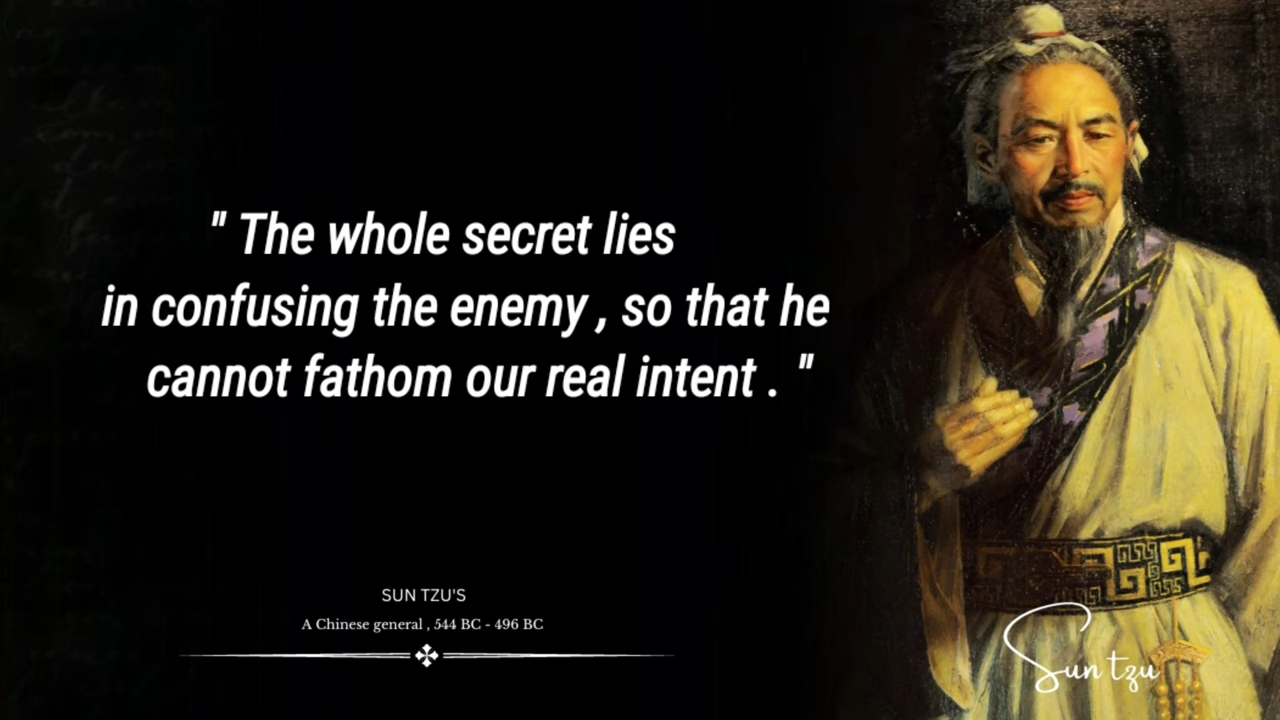 " The whole secret lies
in confusing the enemy , so that he
cannot fathom our real intent . "
SUN TZU'S
A Chinese general , 544 BC - 496 BC
Sun tzu